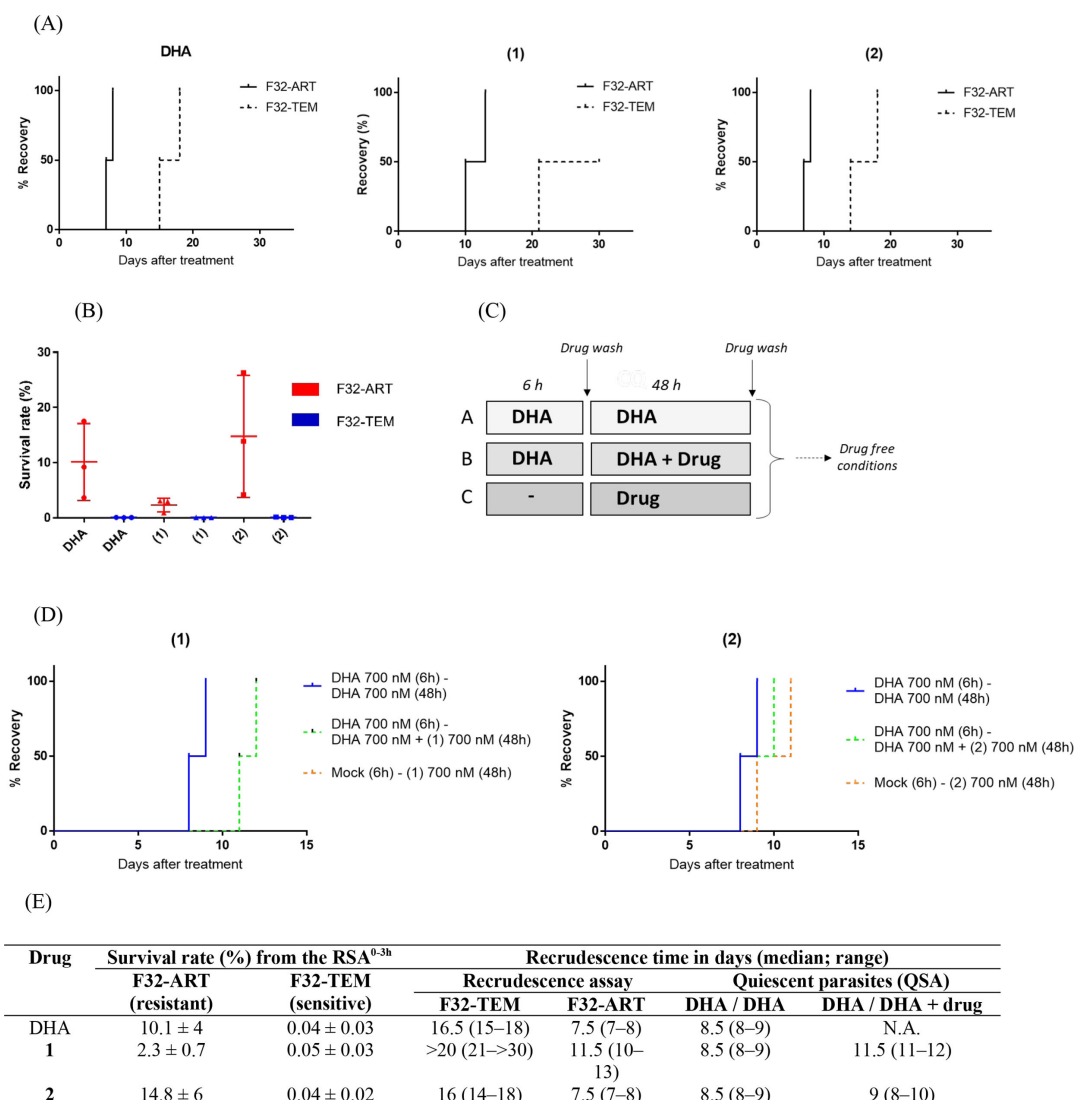 (A)
DHA
F32-ART
F32-TEM
% Recovery
100
50
0
0 10 20 30
Days after treatment
(1)
F32-ART
F32-TEM
Recovery (%)
100
50
0
0 10 20 30
Days after treatment
(2)
F32-ART
F32-TEM
% Recovery
100
50
0
0 10 20 30
Days after treatment
(B)
Survival rate (%)
30
20
10
0
F32-ART
F32-TEM
DHA DHA (1) (1) (2) (2)
(C)
Drug wash Drug wash
6 h 48 h
A DHA DHA
B DHA DHA + Drug
C - Drug
Drug free
conditions
(D)
(1)
% Recovery
100
50
0
0 5 10 15
Days after treatment
DHA 700 nM (6h) -
DHA 700 nM (48h)
DHA 700 nM (6h) -
DHA 700 nM + (1) 700 nM (48h)
Mock (6h) - (1) 700 nM (48h)
(2)
% Recovery
100
50
0
0 5 10 15
Days after treatment
DHA 700 nM (6h) -
DHA 700 nM (48h)
DHA 700 nM (6h) -
DHA 700 nM + (2) 700 nM (48h)
Mock (6h) - (2) 700 nM (48h)
(E)
Drug Survival rate (%) from the RSA0-3h Recrudescence time in days (median; range)
F32-ART F32-TEM Recrudescence assay Quiescent parasites (QSA)
(resistant) (sensitive) F32-TEM F32-ART DHA / DHA DHA / DHA + drug
DHA 10.1 ± 4 0.04 ± 0.03 16.5 (15–18) 7.5 (7–8) 8.5 (8–9) N.A.
1 2.3 ± 0.7 0.05 ± 0.03 >20 (21–>30) 11.5 (10–
13) 8.5 (8–9) 11.5 (11–12)
2 14.8 ± 6 0.04 ± 0.02 16 (14–18) 7.5 (7–8) 8.5 (8–9) 9 (8–10)